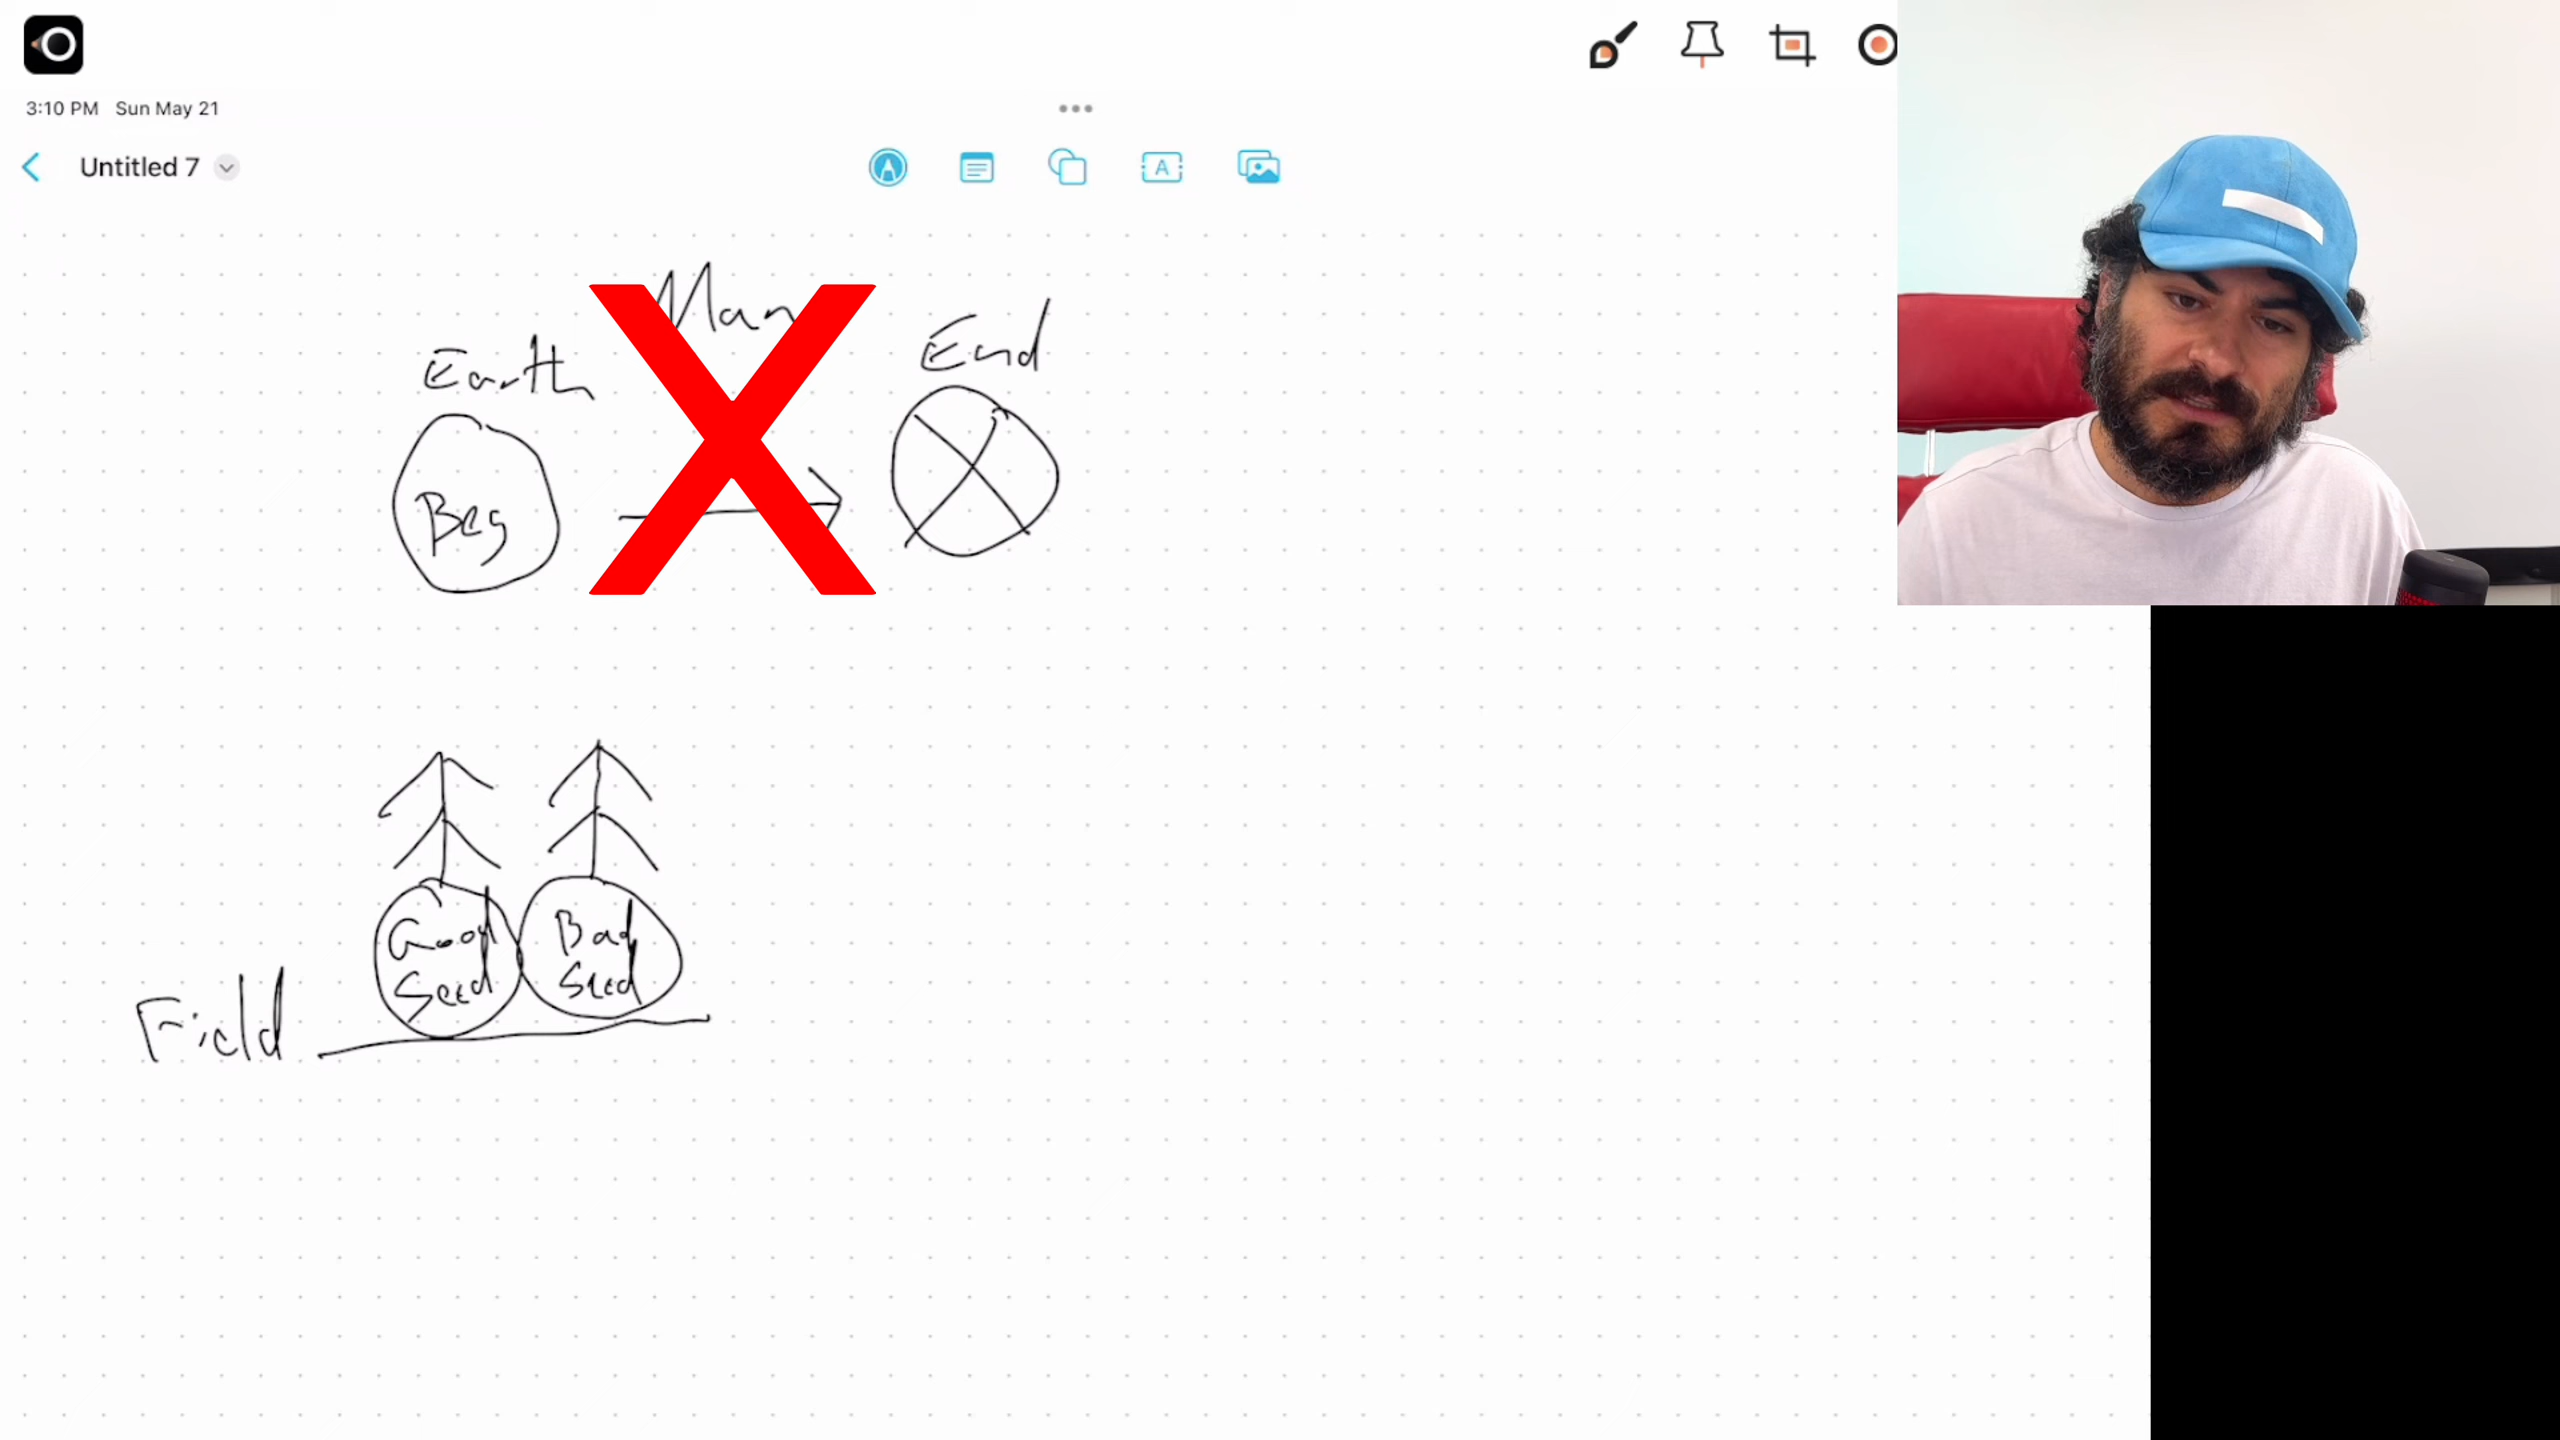 3:10 PM Sun May 21
Untitled 7
A
Man
Earth
End
Beg
X
Good
Seed
Bad
Seed
Field